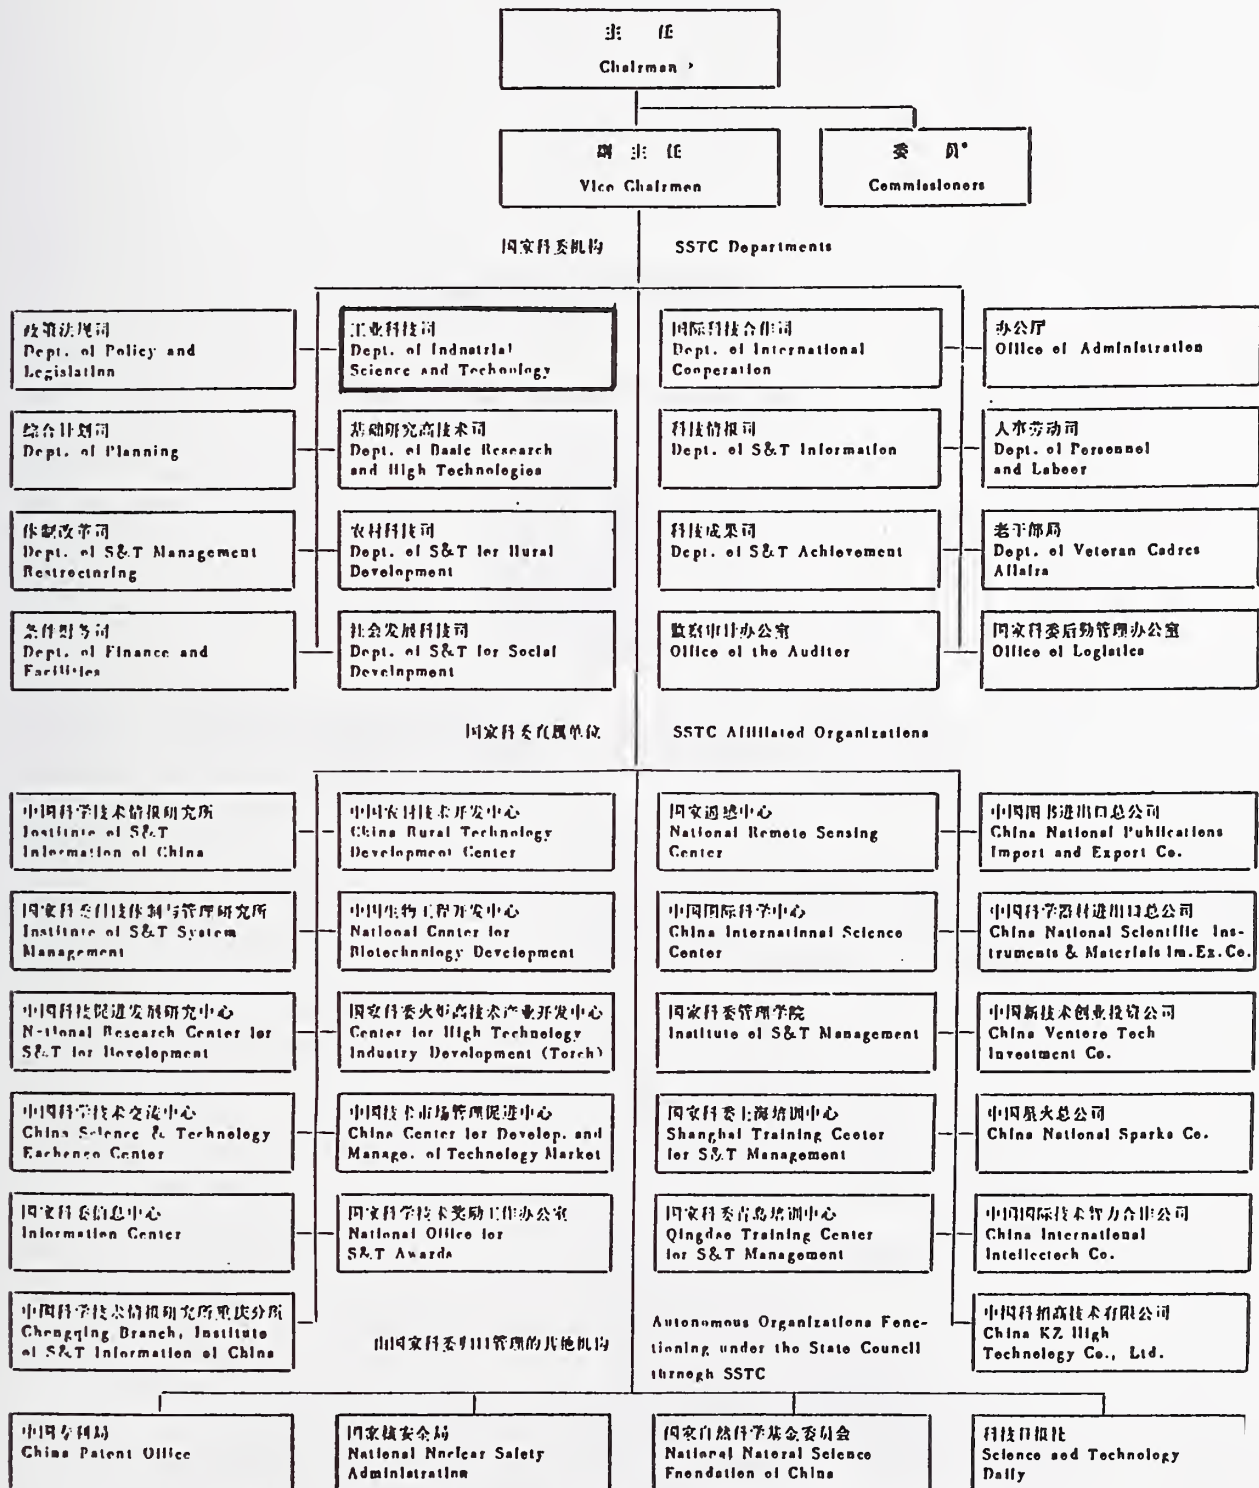 主 任
Chairman
副 主 任
Vice Chairmen
委 员*
Commissioners
国家科委机构
SSTC Departments
政策法规司
Dept. of Policy and
Legislation
工业科技司
Dept. of Industrial
Science and Technology
国际科技合作司
Dept. of International
Cooperation
办公厅
Office of Administration
综合计划司
Dept. of Planning
基础研究高技术司
Dept. of Basic Research
and High Technologies
科技情报司
Dept. of S&T Information
人事劳动司
Dept. of Personnel
and Labour
体制改革司
Dept. of S&T Management
Restructoring
农村科技司
Dept. of S&T for Rural
Development
科技成果司
Dept. of S&T Achievement
老干部局
Dept. of Veteran Cadres
Affairs
条件财务司
Dept. of Finance and
Facilities
社会发展科技司
Dept. of S&T for Social
Development
监察审计办公室
Office of the Auditor
国家科委后勤管理办公室
Office of Logistics
国家科委直属单位
SSTC Affiliated Organizations
中国科学技术情报研究所
Institute of S&T
Information of China
中国农村技术开发中心
China Rural Technology
Development Center
国家遥感中心
National Remote Sensing
Center
中国图书进出口总公司
China National Publications
Import and Export Co.
国家科委科技体制与管理研究所
Institute of S&T System
Management
中国生物工程开发中心
National Center for
Biotechnology Development
中国国际科学中心
China International Science
Center
中国科学器材进出口总公司
China National Scientific Ins-
truments & Materials Im.Ex.Co.
中国科技促进发展研究中心
National Research Center for
S&T for Development
国家科委火炬高技术产业开发中心
Center for High Technology
Industry Development (Torch)
国家科委管理学院
Institute of S&T Management
中国新技术创业投资公司
China Venture Tech
Investment Co.
中国科学技术交流中心
China Science & Technology
Exchange Center
中国技术市场管理促进中心
China Center for Develop. and
Manage. of Technology Market
国家科委上海培训中心
Shanghai Training Center
for S&T Management
中国星火总公司
China National Sparks Co.
国家科委信息中心
Information Center
国家科学技术奖励工作办公室
National Office for
S&T Awards
国家科委青岛培训中心
Qingdao Training Center
for S&T Management
中国国际技术智力合作公司
China International
Intellectech Co.
中国科学技术情报研究所重庆分所
Chongqing Branch, Institute
of S&T Information of China
由国家科委归口管理的其他机构
Autonomous Organizations Func-
tioning under the State Council
through SSTC
中国科招高技术有限公司
China KZ High
Technology Co., Ltd.
中国专利局
China Patent Office
国家核安全局
National Nuclear Safety
Administration
国家自然科学基金委员会
National Natural Science
Foundation of China
科技日报社
Science and Technology
Daily